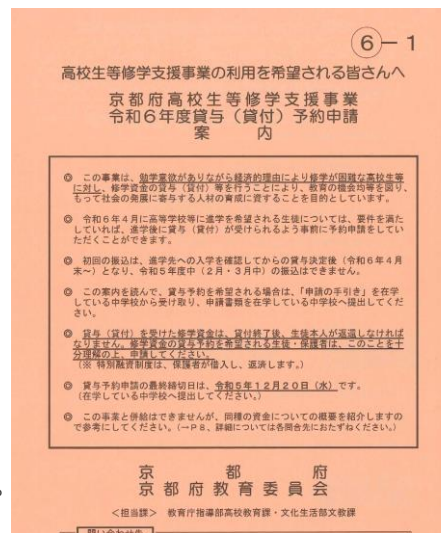 ⑥-1
高校生等修学支援事業の利用を希望される皆さんへ
京都府高校生等修学支援事業
令和6年度貸与（貸付）予約申請
案　　内
◎　この事業は、勉学意欲がありながら経済的理由により修学が困難な高校生等
に対し、修学資金の貸与（貸付）等を行うことにより、教育の機会均等を図り、
もって社会の発展に寄与する人材の育成に資することを目的としています。
◎　令和6年4月に高等学校等に進学を希望される生徒については、要件を満た
していれば、進学後に貸与（貸付）が受けられるよう事前に予約申請をしてい
ただくことができます。
◎　初回の振込は、進学先への入学を確認してからの貸与決定後（令和6年4月
末～）となり、令和5年度中（2月・3月中）の振込はできません。
◎　この案内を読んで、貸与予約を希望される場合は、「申請の手引き」を在学
している中学校から受け取り、申請書類を在学している中学校へ提出してくだ
さい。
◎　貸与（貸付）を受けた修学資金は、貸付終了後、生徒本人が返還しなければ
なりません。修学資金の貸与予約を希望される生徒・保護者は、このことを十
分理解の上、申請してください。
（※ 特別融資制度は、保護者が借入し、返済します。）
◎　貸与予約申請の最終締切日は、令和5年12月20日（水）です。
（在学している中学校へ提出してください。）
◎　この事業と併給はできませんが、同種の資金についての概要を紹介しますの
で参考にしてください。（→P8、詳細については各問合先におたずねください。）
京　　都　　府
京都府教育委員会
＜担当課＞　教育庁指導部高校教育課・文化生活部文教課
問い合わせ先